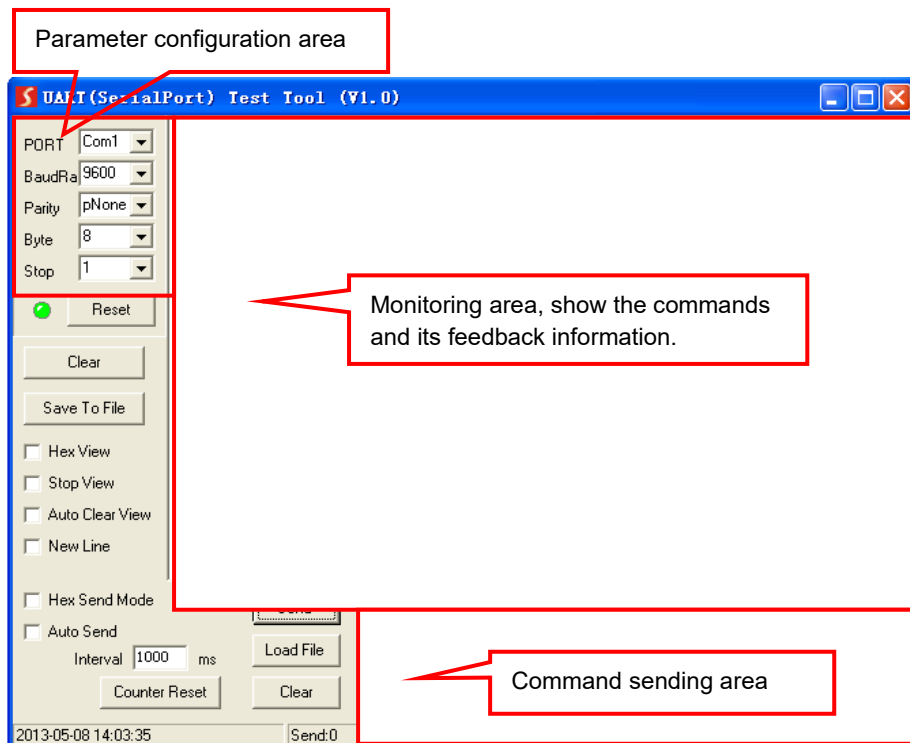 Parameter configuration area
UART(SerialPort) Test Tool (V1.0)
PORT Com1
BaudRa 9600
Parity pNone
Byte 8
Stop 1
Reset
Monitoring area, show the commands
and its feedback information.
Clear
Save To File
Hex View
Stop View
Auto Clear View
New Line
Hex Send Mode
Send
Auto Send
Interval 1000 ms
Load File
Counter Reset
Clear
Command sending area
2013-05-08 14:03:35
Send:0